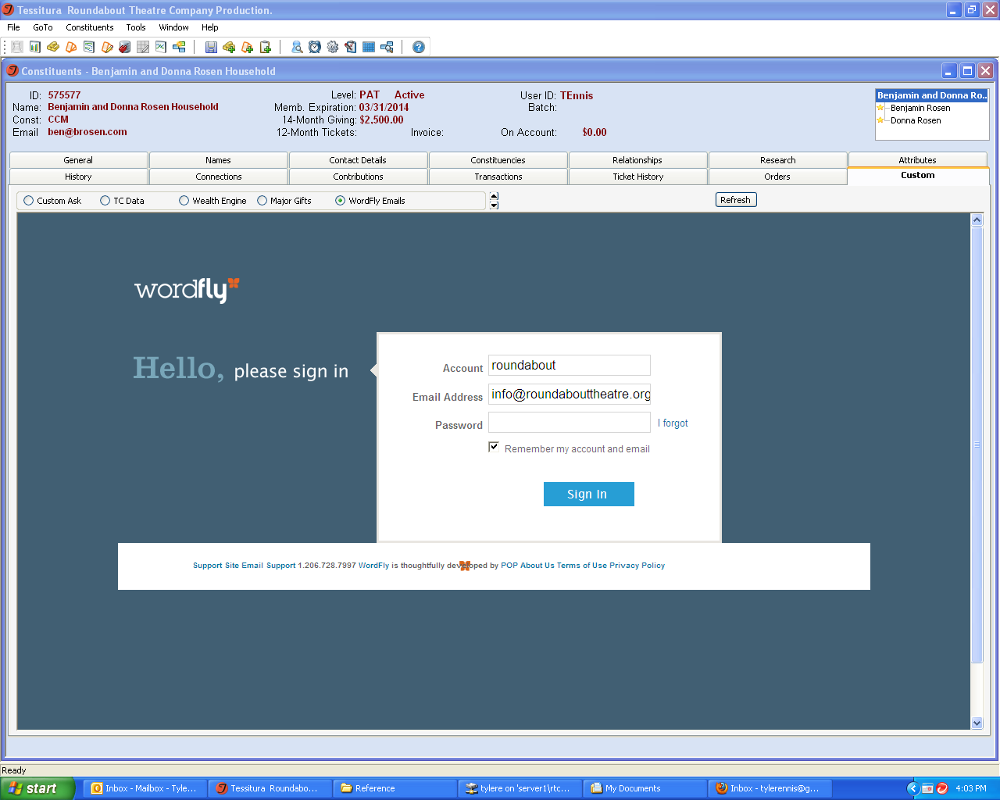 Tessitura  Roundabout Theatre Company Production.
File GoTo Constituents Tools Window Help
Constituents - Benjamin and Donna Rosen Household
ID: 575577 Level: PAT Active User ID: TEnnis
Name: Benjamin and Donna Rosen Household Memb. Expiration: 03/31/2014 Batch:
Const: CCM 14-Month Giving: $2,500.00
Email ben@brosen.com 12-Month Tickets: Invoice: On Account: $0.00
Benjamin and Donna Ro...
Benjamin Rosen
Donna Rosen
General Names Contact Details Constituencies Relationships Research Attributes
History Connections Contributions Transactions Ticket History Orders Custom
Custom Ask TC Data Wealth Engine Major Gifts WordFly Emails Refresh
wordfly
Hello, please sign in
Account roundabout
Email Address info@roundabouttheatre.org
Password I forgot
Remember my account and email
Sign In
Support Site Email Support 1.206.728.7997 WordFly is thoughtfully developed by POP About Us Terms of Use Privacy Policy
Ready
start Inbox - Mailbox - Tyle... Tessitura  Roundabo... Reference tylere on 'server1\rtc... My Documents Inbox - tylerennis@g... 4:03 PM